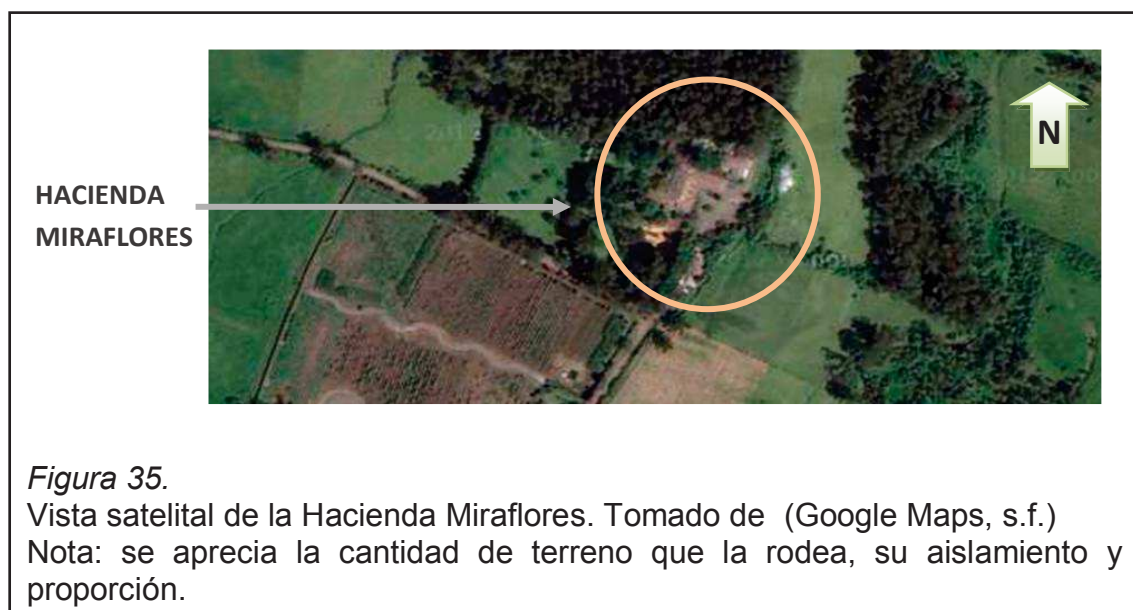 N
HACIENDA
MIRAFLORES
Figura 35.
Vista satelital de la Hacienda Miraflores. Tomado de (Google Maps, s.f.)
Nota: se aprecia la cantidad de terreno que la rodea, su aislamiento y
proporción.